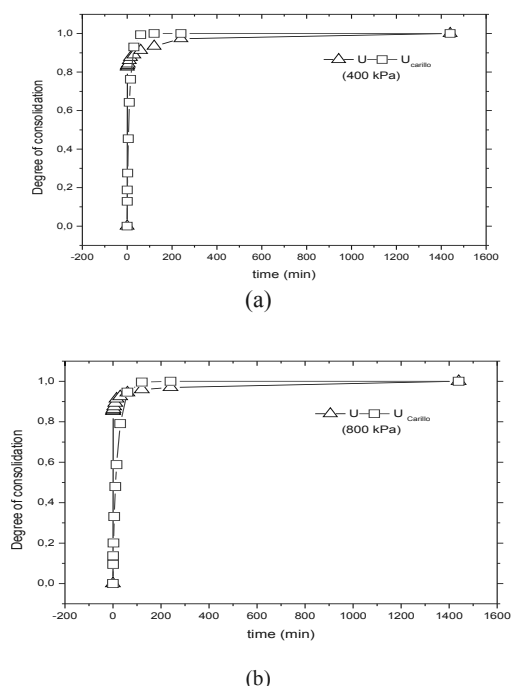 1,0
0,8
0,6
0,4
0,2
0,0
Degree of consolidation
U U carillo
(400 kPa)
-200 0 200 400 600 800 1000 1200 1400 1600
time (min)
(a)
1,0
0,8
0,6
0,4
0,2
0,0
Degree of consolidation
U U Carillo
(800 kPa)
-200 0 200 400 600 800 1000 1200 1400 1600
time (min)
(b)